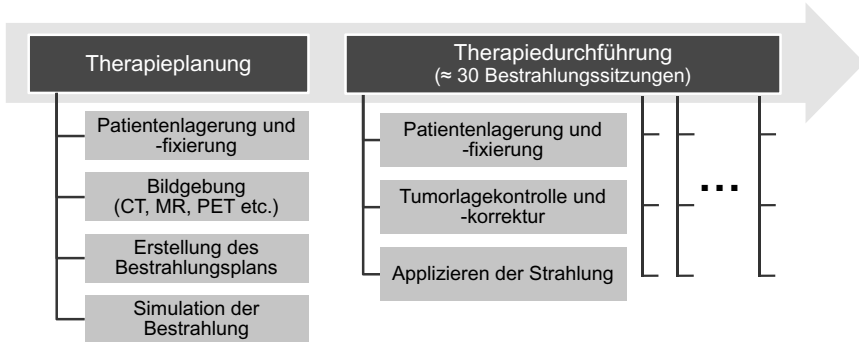 Therapieplanung
Patientenlagerung und
-fixierung
Bildgebung
(CT, MR, PET etc.)
Erstellung des
Bestrahlungsplans
Simulation der
Bestrahlung
Therapiedurchführung
(≈ 30 Bestrahlungssitzungen)
Patientenlagerung und
-fixierung
Tumorlagekontrolle und
-korrektur
Applizieren der Strahlung
...